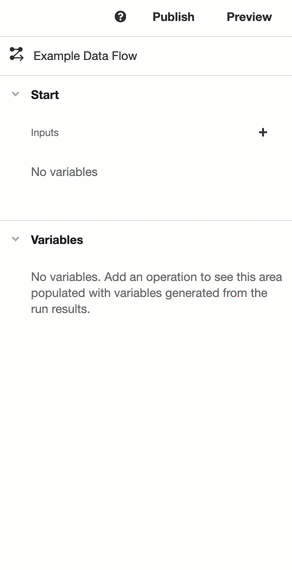 Publish Preview
Example Data Flow
Start
Inputs
No variables
Variables
No variables. Add an operation to see this area
populated with variables generated from the
run results.